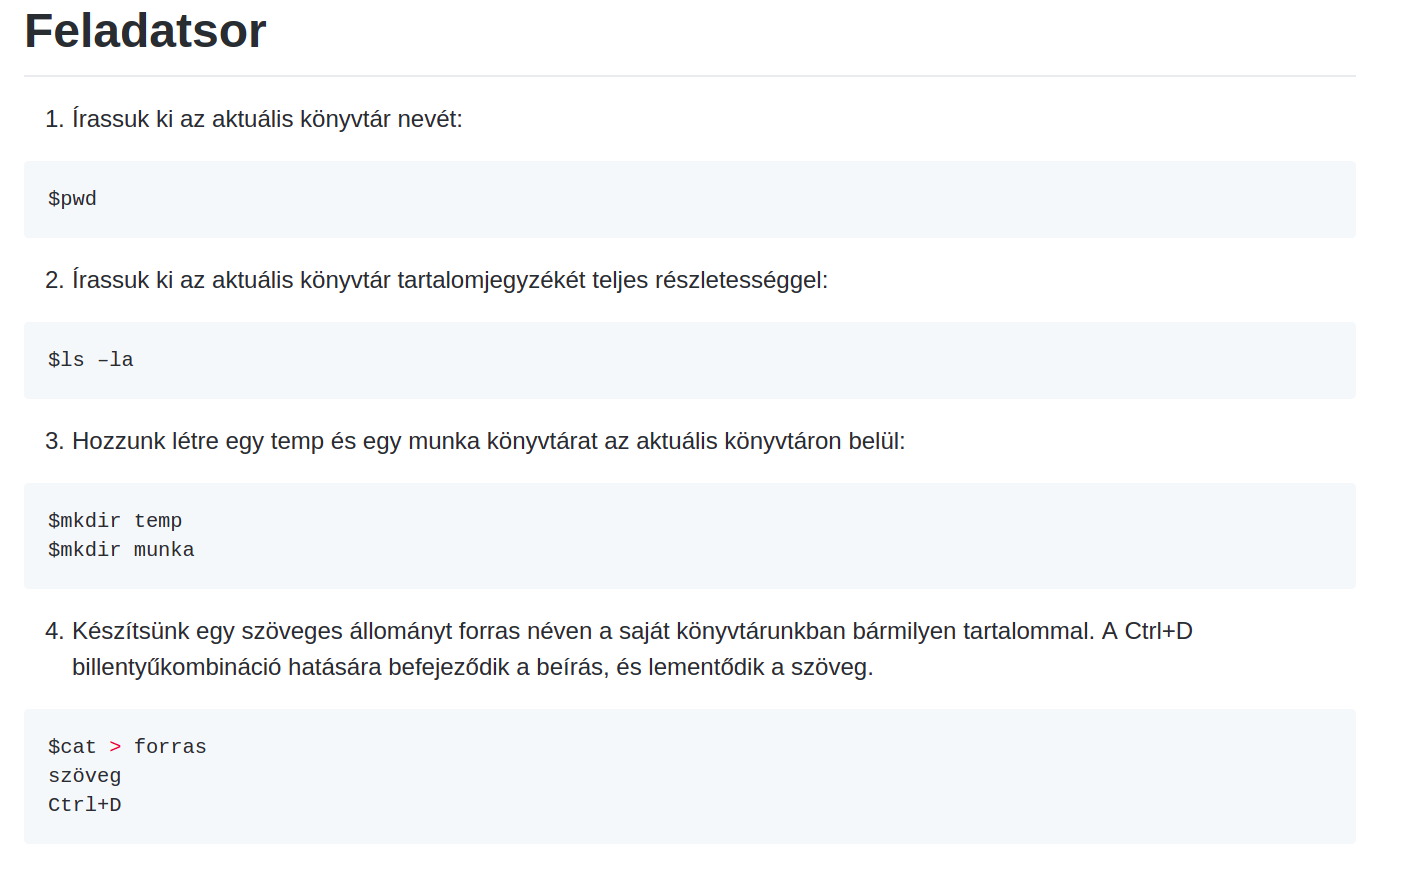 Feladatsor
1. Írassuk ki az aktuális könyvtár nevét:
$pwd
2. Írassuk ki az aktuális könyvtár tartalomjegyzékét teljes részletességgel:
$ls –la
3. Hozzunk létre egy temp és egy munka könyvtárat az aktuális könyvtáron belül:
$mkdir temp
$mkdir munka
4. Készítsünk egy szöveges állományt forras néven a saját könyvtárunkban bármilyen tartalommal. A Ctrl+D
billentyűkombináció hatására befejeződik a beírás, és lementődik a szöveg.
$cat > forras
szöveg
Ctrl+D